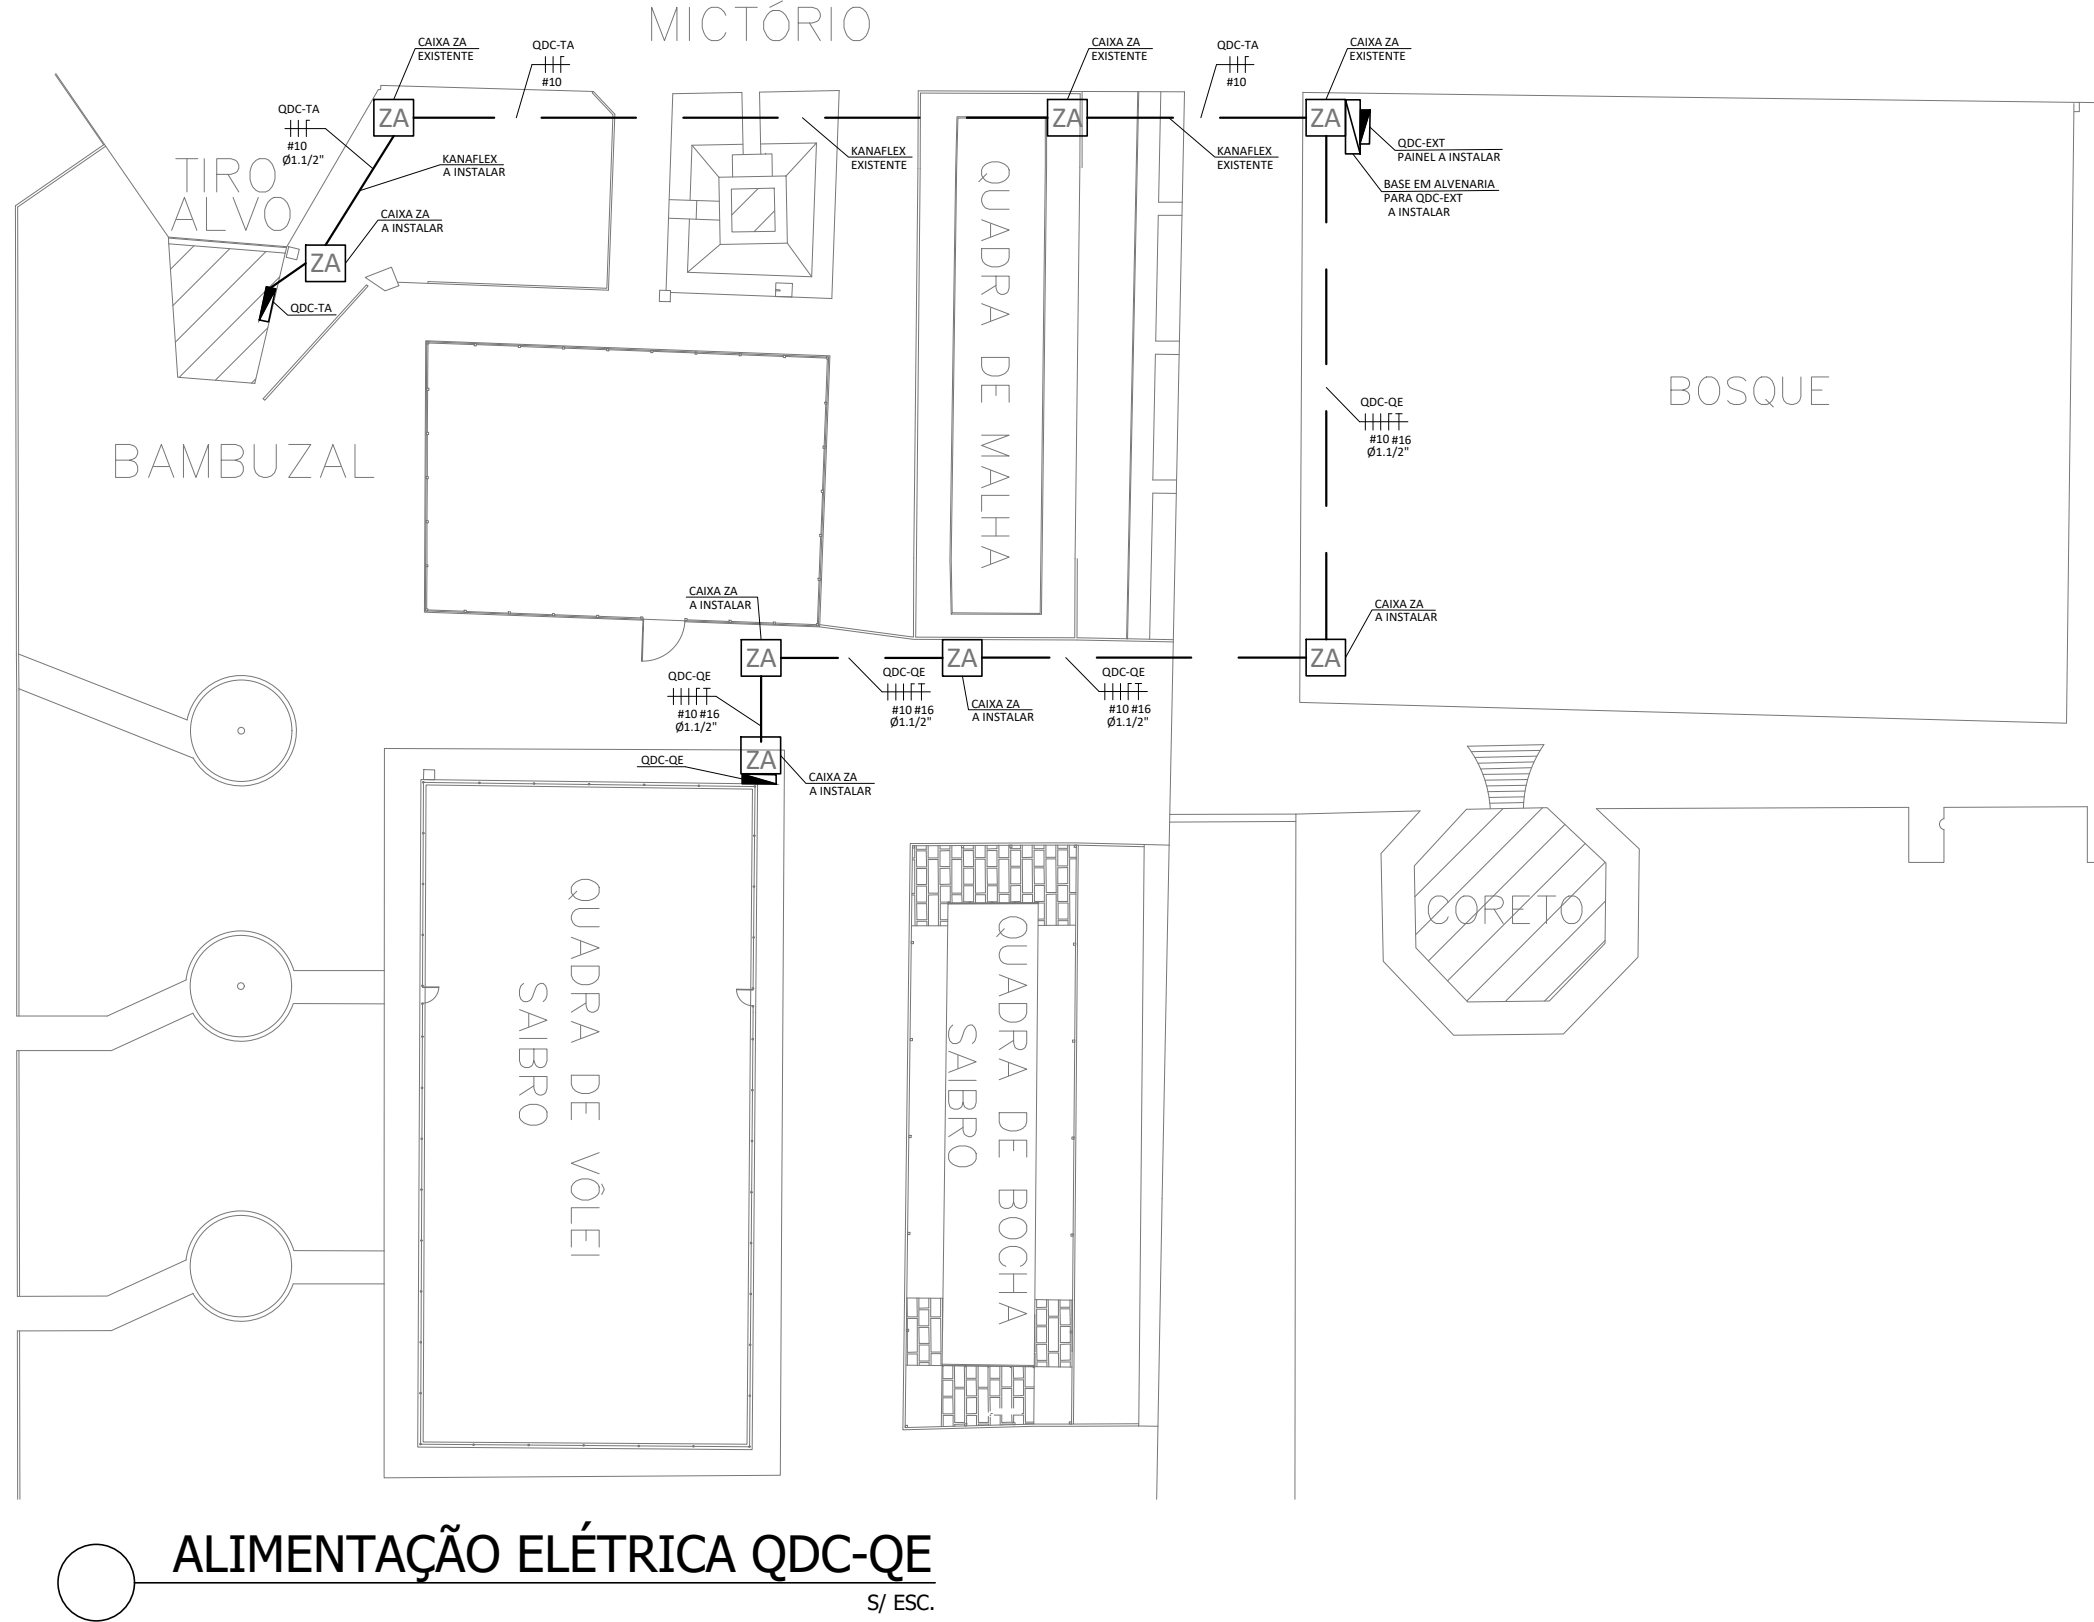 MICTÓRIO
CAIXA ZA
EXISTENTE
QDC-TA
#10
CAIXA ZA
EXISTENTE
QDC-TA
#10
CAIXA ZA
EXISTENTE
ZA
ZA
ZA
QDC-TA
#10
Ø1.1/2"
KANAFLEX
A INSTALAR
KANAFLEX
EXISTENTE
KANAFLEX
EXISTENTE
QDC-EXT
PAINEL A INSTALAR
BASE EM ALVENARIA
PARA QDC-EXT
A INSTALAR
TIRO
ALVO
CAIXA ZA
A INSTALAR
ZA
QDC-TA
QUADRA DE MALHA
BOSQUE
QDC-QE
#10 #16
Ø1.1/2"
BAMBUZAL
CAIXA ZA
A INSTALAR
CAIXA ZA
A INSTALAR
ZA
ZA
ZA
QDC-QE
#10 #16
Ø1.1/2"
QDC-QE
#10 #16
Ø1.1/2"
CAIXA ZA
A INSTALAR
QDC-QE
#10 #16
Ø1.1/2"
ZA
QDC-QE
CAIXA ZA
A INSTALAR
QUADRA DE VÔLEI
SAIBRO
QUADRA DE BOCHA
SAIBRO
CORETO
ALIMENTAÇÃO ELÉTRICA QDC-QE
S/ ESC.